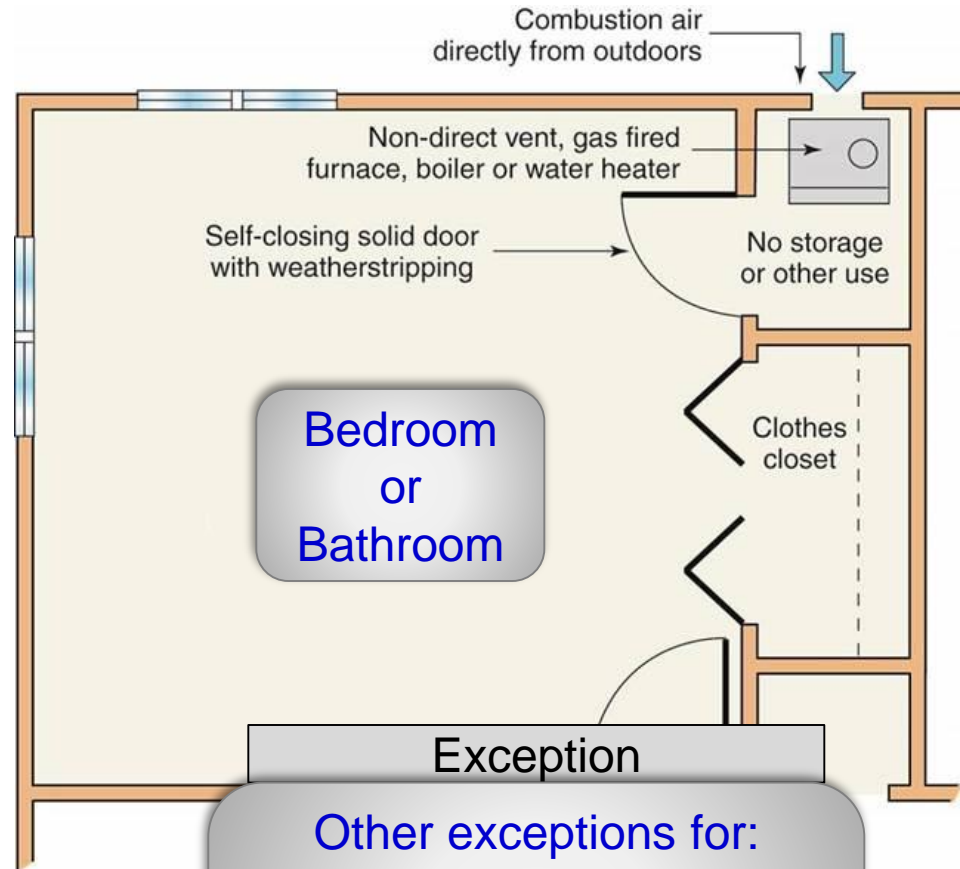 Combustion air
directly from outdoors
Non-direct vent, gas fired
furnace, boiler or water heater
Self-closing solid door
with weatherstripping
No storage
or other use
Bedroom
or
Bathroom
Clothes
closet
Exception
Other exceptions for: